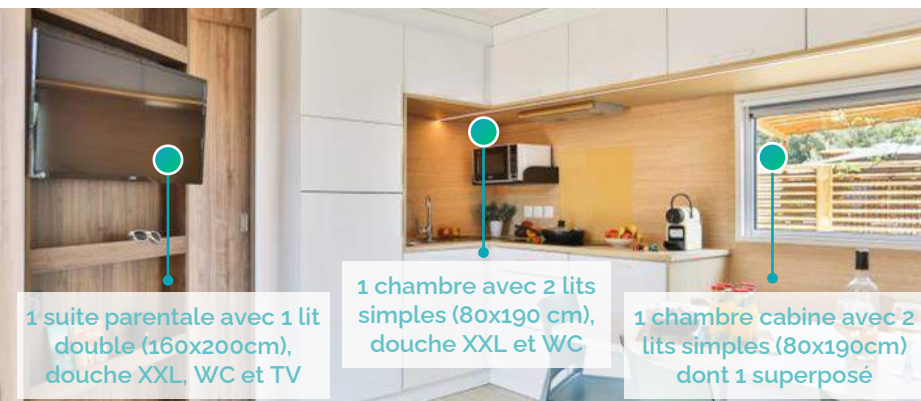 1 suite parentale avec 1 lit
double (160x200cm),
douche XXL, WC et TV
1 chambre avec 2 lits
simples (80x190 cm),
douche XXL et WC
1 chambre cabine avec 2
lits simples (80x190cm)
dont 1 superposé